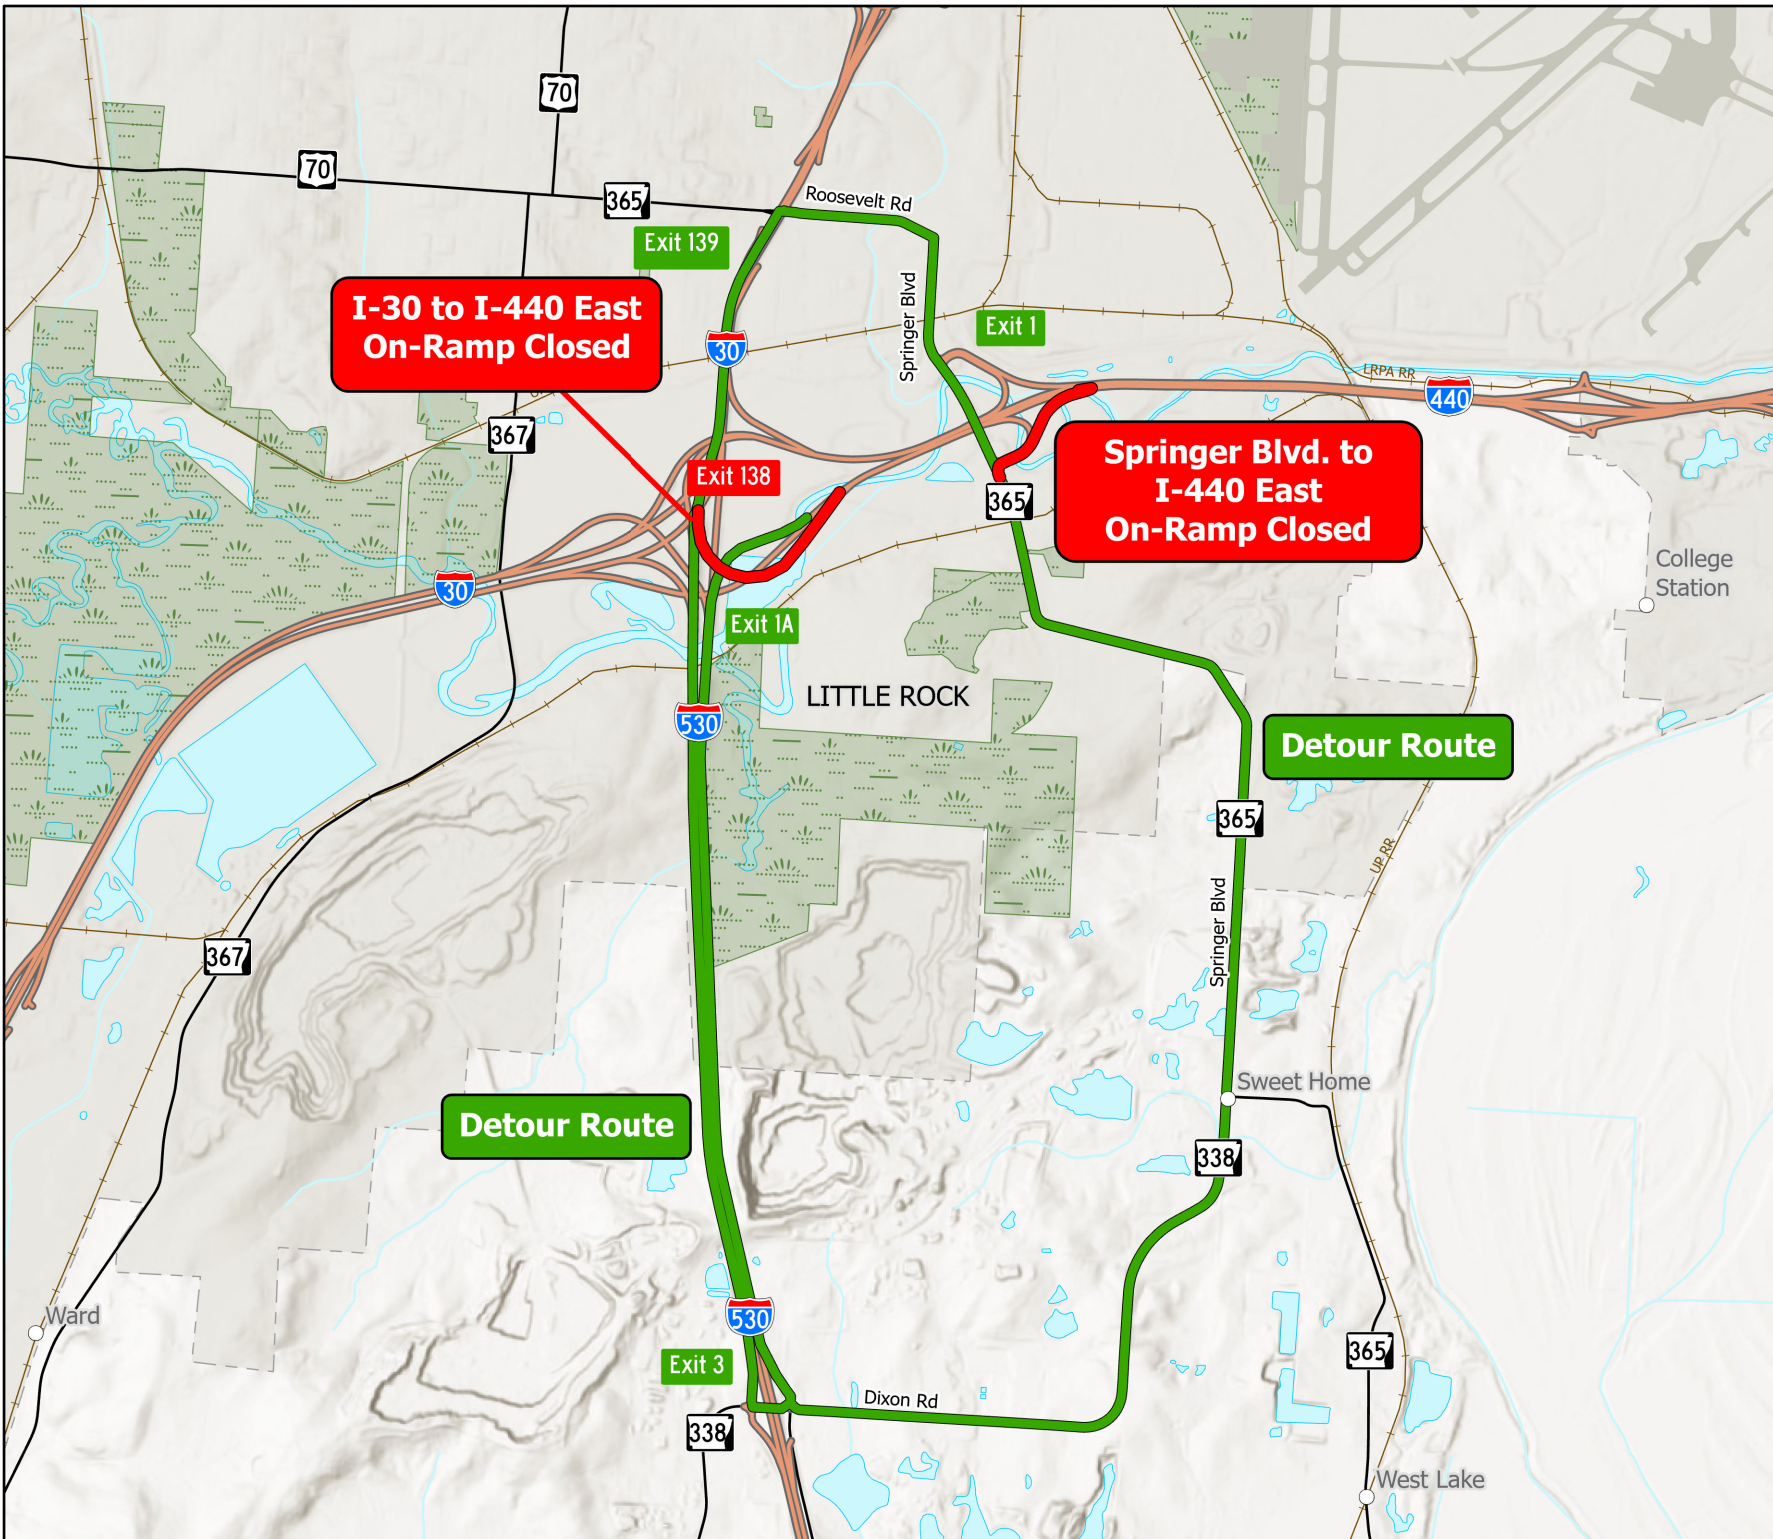 70
70
365
Roosevelt Rd
Exit 139
Springer Blvd
I-30 to I-440 East
On-Ramp Closed
Exit 1
30
LRPA RR
440
367
Exit 138
Springer Blvd. to
I-440 East
On-Ramp Closed
365
30
College
Station
Exit 1A
LITTLE ROCK
530
Detour Route
365
UP RR
Springer Blvd
367
Sweet Home
Detour Route
338
Ward
530
365
Exit 3
Dixon Rd
338
West Lake